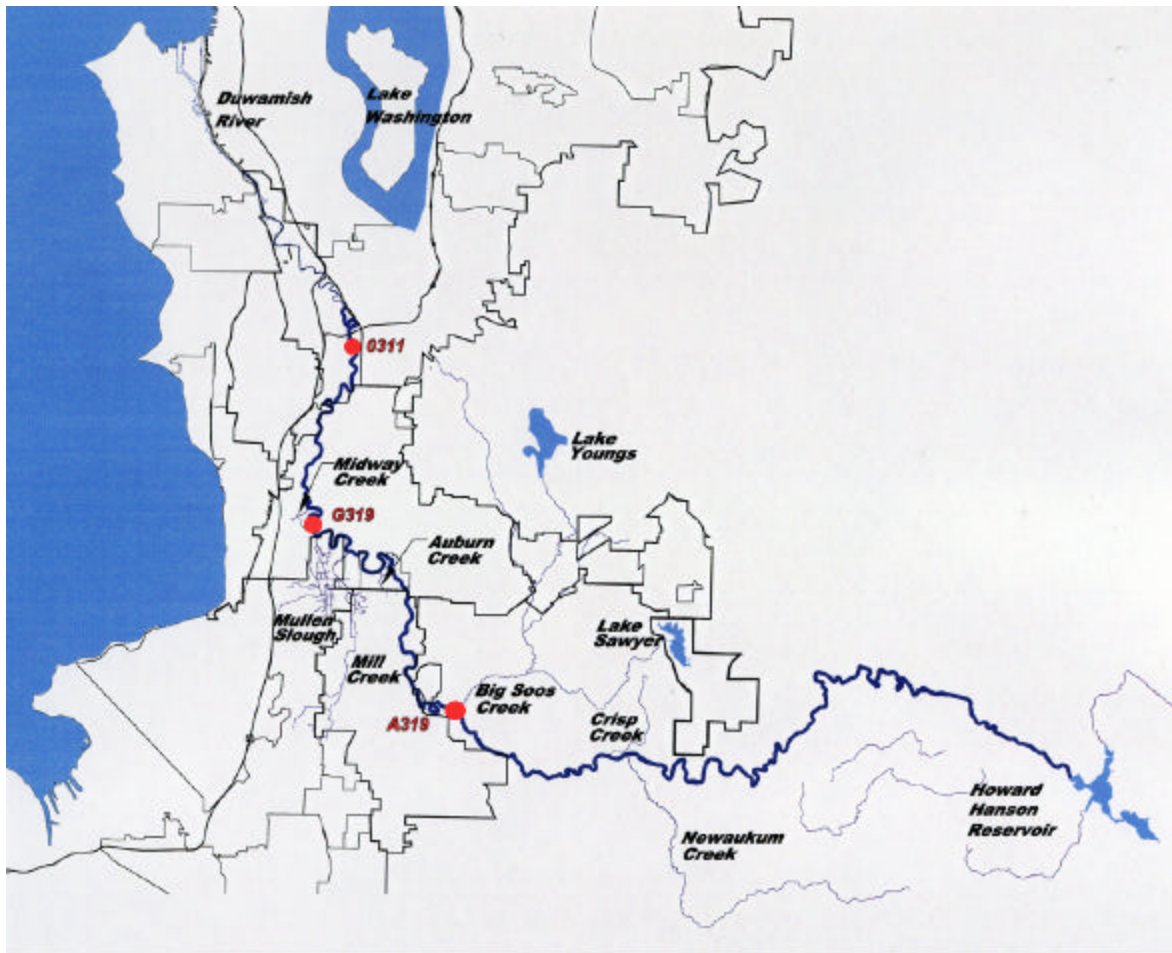 Duwamish
River
Lake
Washington
0311
Lake
Youngs
Midway
Creek
G319
Auburn
Creek
Mullen
Slough
Lake
Sawyer
Mill
Creek
Big Soos
Creek
A319
Crisp
Creek
Howard
Hanson
Reservoir
Newaukum
Creek